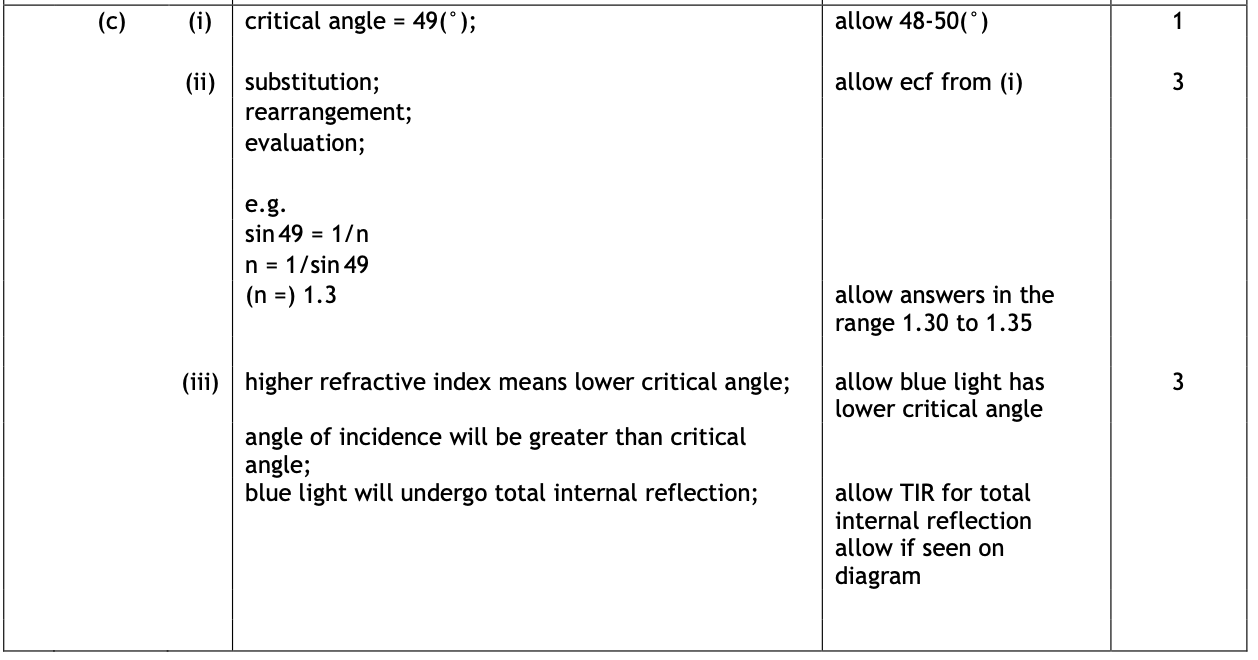 (c) (i) critical angle = 49(°); allow 48-50(°) 1
(ii) substitution; allow ecf from (i) 3
rearrangement;
evaluation;
e.g.
sin 49 = 1/n
n = 1/sin 49
(n =) 1.3 allow answers in the
range 1.30 to 1.35
(iii) higher refractive index means lower critical angle; allow blue light has 3
lower critical angle
angle of incidence will be greater than critical
angle;
blue light will undergo total internal reflection; allow TIR for total
internal reflection
allow if seen on
diagram